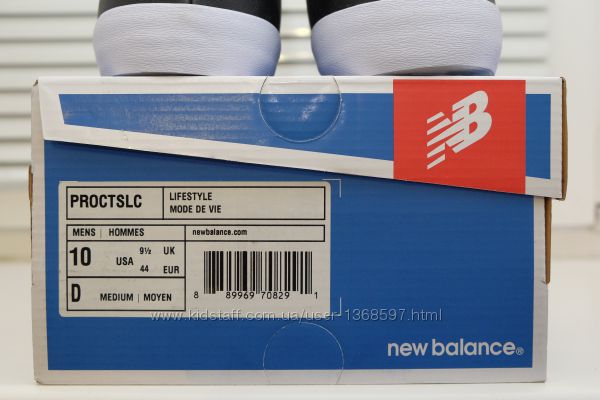 NB
PROCTSLC
LIFESTYLE
MODE DE VIE
MENS | HOMMES
newbalance.com
10 USA 9½ UK
44 EUR
D MEDIUM | MOYEN
8 89969 70829 1
www.kidstaff.com.ua/user-1368597.html
new balance®